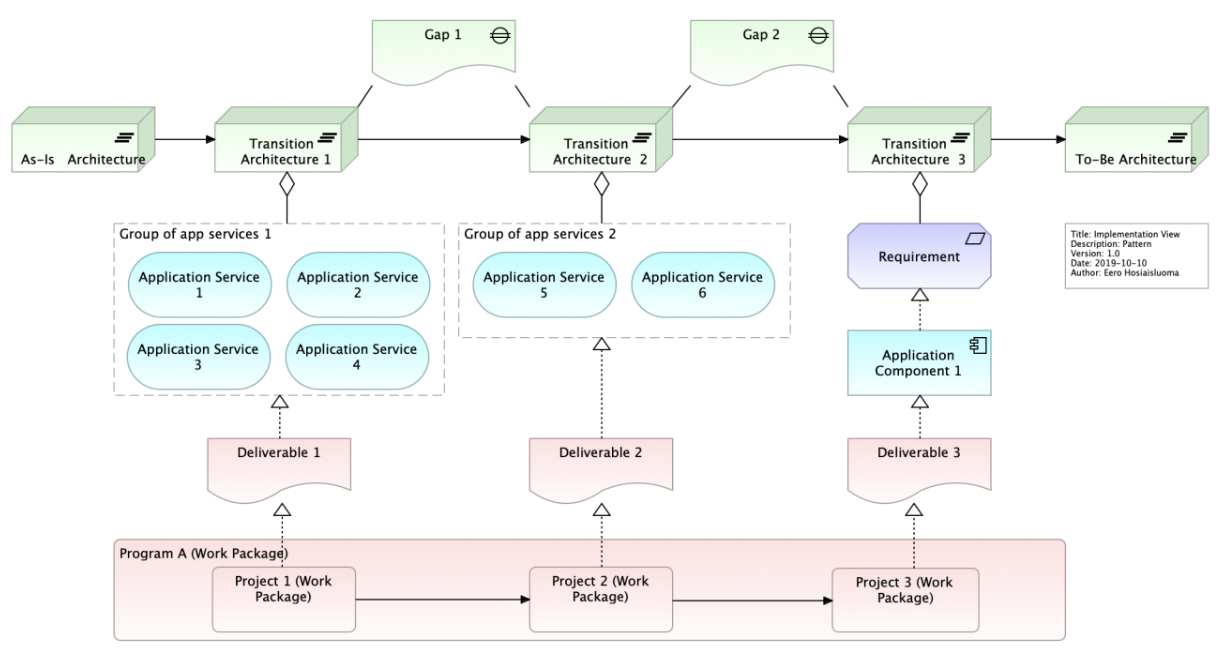 Gap 1
Gap 2
As-Is Architecture
Transition
Architecture 1
Transition
Architecture 2
Transition
Architecture 3
To-Be Architecture
Group of app services 1
Application Service
1
Application Service
2
Application Service
3
Application Service
4
Group of app services 2
Application Service
5
Application Service
6
Requirement
Title: Implementation View
Description: Pattern
Version: 1.0
Date: 2019-10-10
Author: Eero Hosiaisluoma
Application
Component 1
Deliverable 1
Deliverable 2
Deliverable 3
Program A (Work Package)
Project 1 (Work
Package)
Project 2 (Work
Package)
Project 3 (Work
Package)